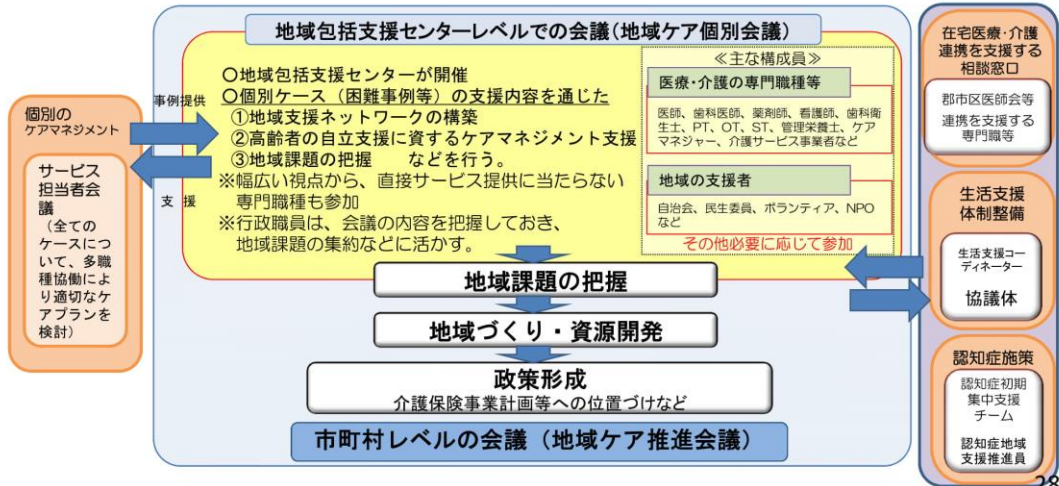 地域包括支援センターレベルでの会議(地域ケア個別会議)
〇地域包括支援センターが開催
〇個別ケース(困難事例等)の支援内容を通じた
①地域支援ネットワークの構築
②高齢者の自立支援に資するケアマネジメント支援
③地域課題の把握 などを行う。
※幅広い視点から、直接サービス提供に当たらない
専門職種も参加
※行政職員は、会議の内容を把握しておき、
地域課題の集約などに活かす。
≪主な構成員≫
医療・介護の専門職種等
医師、歯科医師、薬剤師、看護師、歯科衛
生士、PT、OT、ST、管理栄養士、ケア
マネジャー、介護サービス事業者など
地域の支援者
自治会、民生委員、ボランティア、NPO
など
その他必要に応じて参加
事例提供
支 援
個別の
ケアマネジメント
サービス
担当者会
議
(全ての
ケースにつ
いて、多職
種協働によ
り適切なケ
アプランを
検討)
地域課題の把握
地域づくり・資源開発
政策形成
介護保険事業計画等への位置づけなど
市町村レベルの会議(地域ケア推進会議)
在宅医療・介護
連携を支援する
相談窓口
郡市区医師会等
連携を支援する
専門職等
生活支援
体制整備
生活支援コー
ディネーター
協議体
認知症施策
認知症初期
集中支援
チーム
認知症地域
支援推進員
28